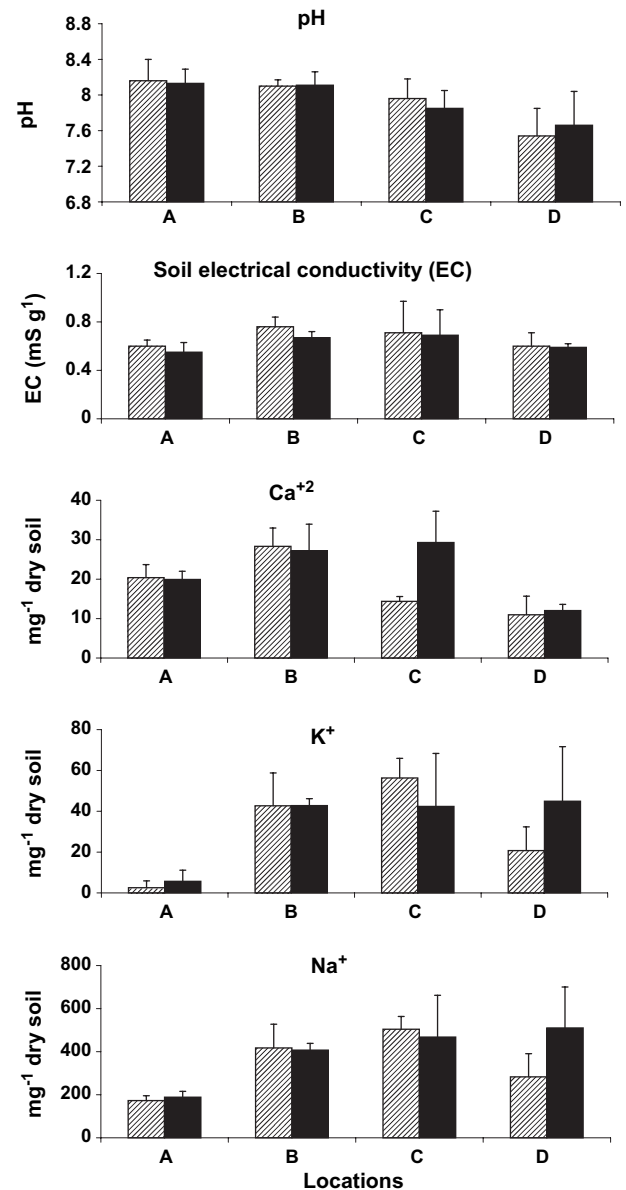 pH
8.8
8.4
8
7.6
7.2
6.8
pH
A B C D
Soil electrical conductivity (EC)
1.2
0.8
0.4
0
EC (mS g¹)
A B C D
Ca⁺²
40
30
20
10
0
mg⁻¹ dry soil
A B C D
K⁺
80
60
40
20
0
mg⁻¹ dry soil
A B C D
Na⁺
800
600
400
200
0
mg⁻¹ dry soil
A B C D
Locations